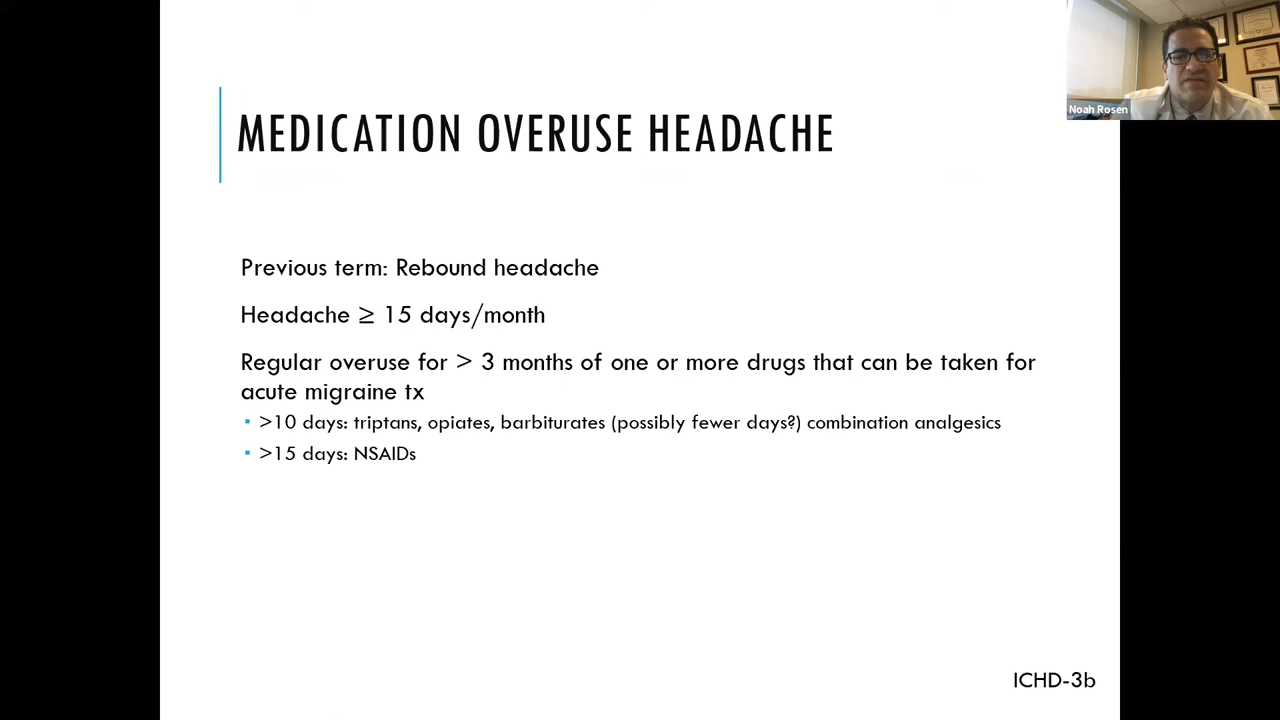 Noah Rosen
MEDICATION OVERUSE HEADACHE
Previous term: Rebound headache
Headache ≥ 15 days/month
Regular overuse for > 3 months of one or more drugs that can be taken for
acute migraine tx
▪ >10 days: triptans, opiates, barbiturates (possibly fewer days?) combination analgesics
▪ >15 days: NSAIDs
ICHD-3b